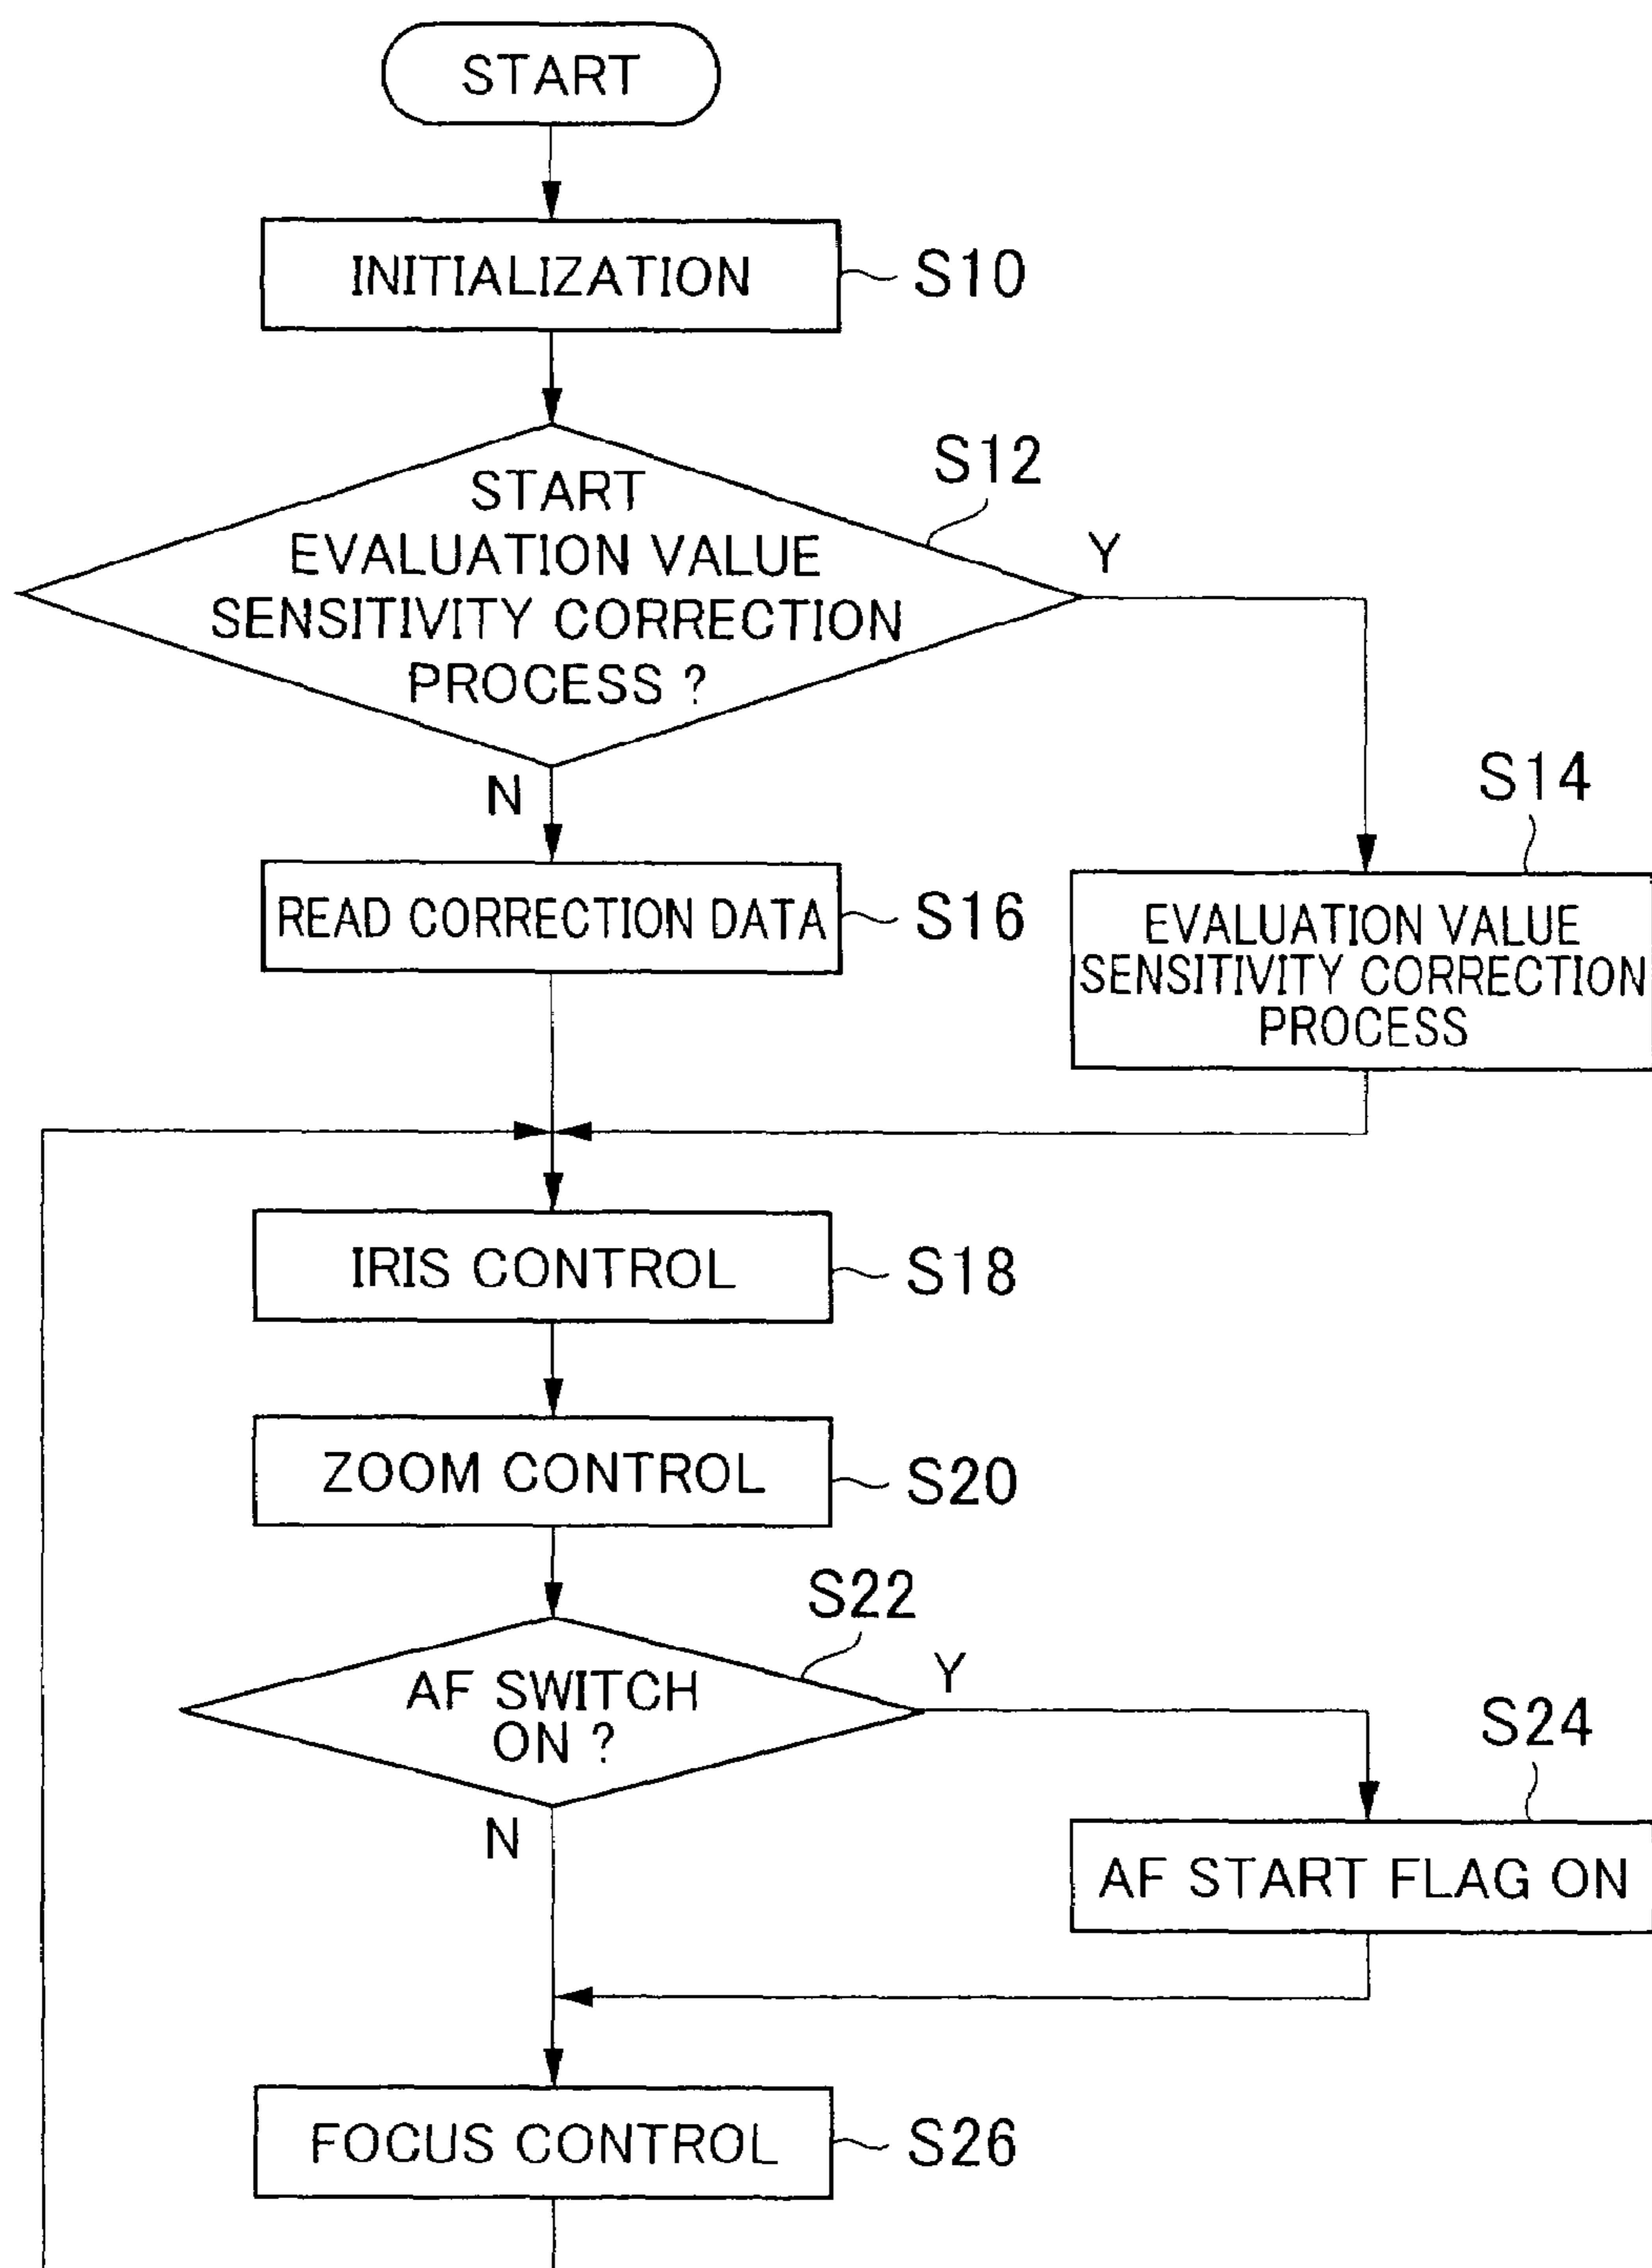 START
INITIALIZATION
S10
S12
START
EVALUATION VALUE
SENSITIVITY CORRECTION
PROCESS ?
Y
N
S14
EVALUATION VALUE
SENSITIVITY CORRECTION
PROCESS
READ CORRECTION DATA
S16
IRIS CONTROL
S18
ZOOM CONTROL
S20
S22
AF SWITCH
ON ?
Y
N
S24
AF START FLAG ON
FOCUS CONTROL
S26